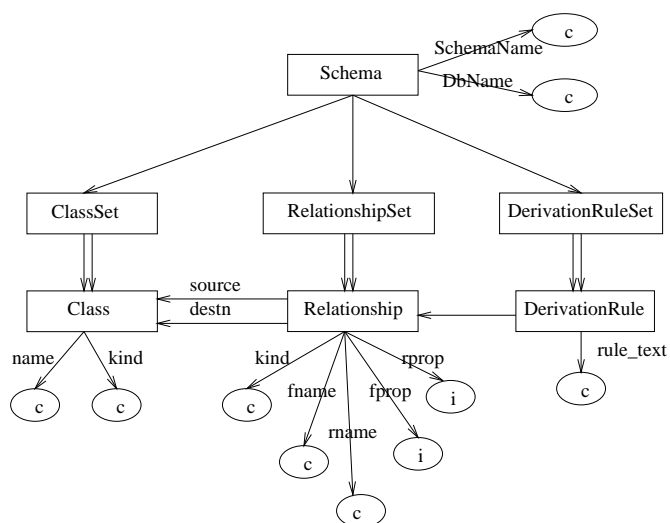 SchemaName
c
Schema
DbName
c
ClassSet
RelationshipSet
DerivationRuleSet
source
Class
destn
Relationship
DerivationRule
name
kind
kind
rprop
rule_text
fname
fprop
c
c
c
i
c
rname
c
i
c